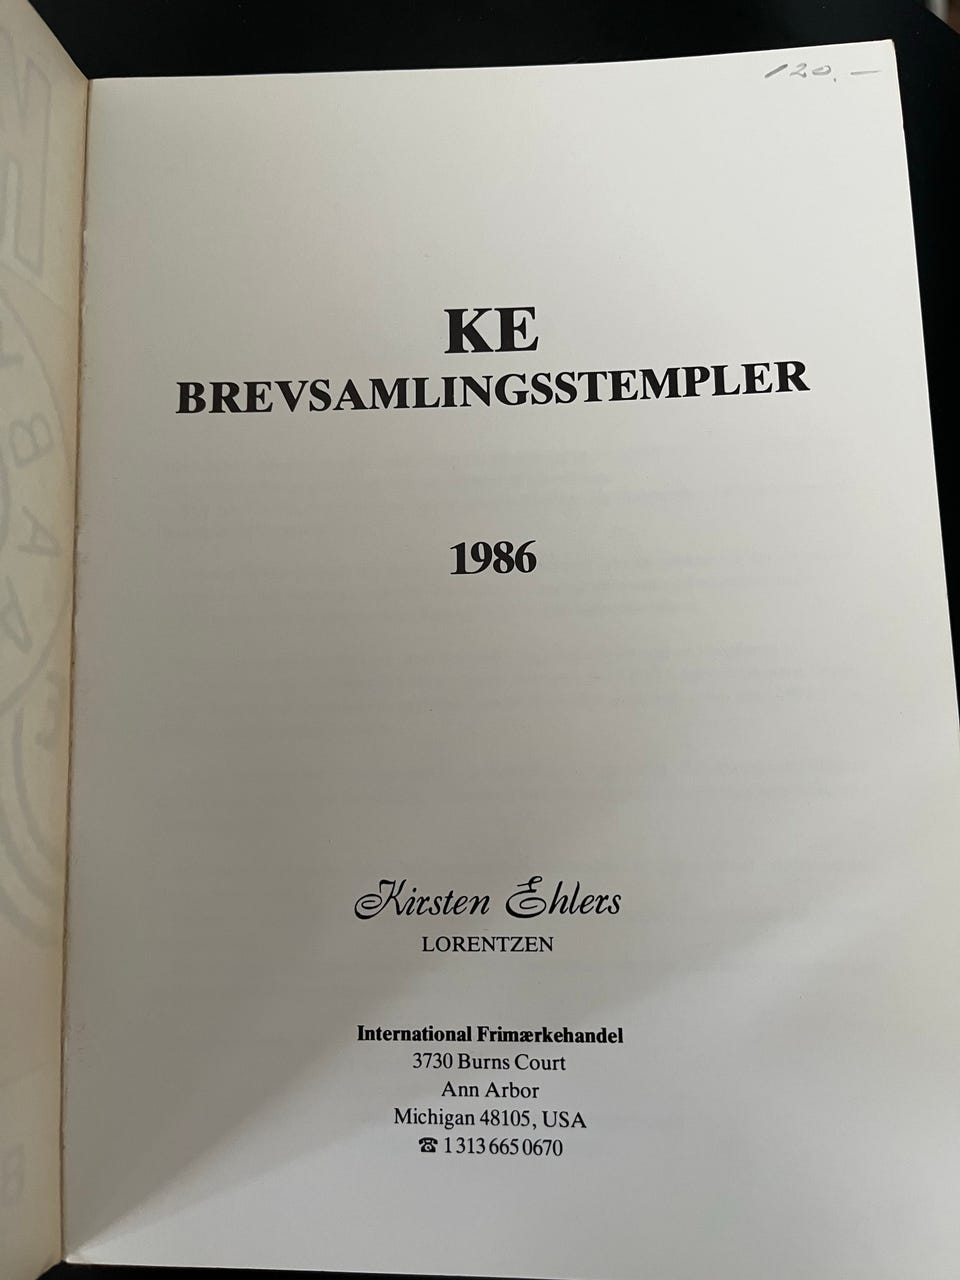 120.—
KE
BREVSAMLINGSSTEMPLER
1986
Kirsten Ehlers
LORENTZEN
International Frimærkehandel
3730 Burns Court
Ann Arbor
Michigan 48105, USA
☎ 1 313 665 0670